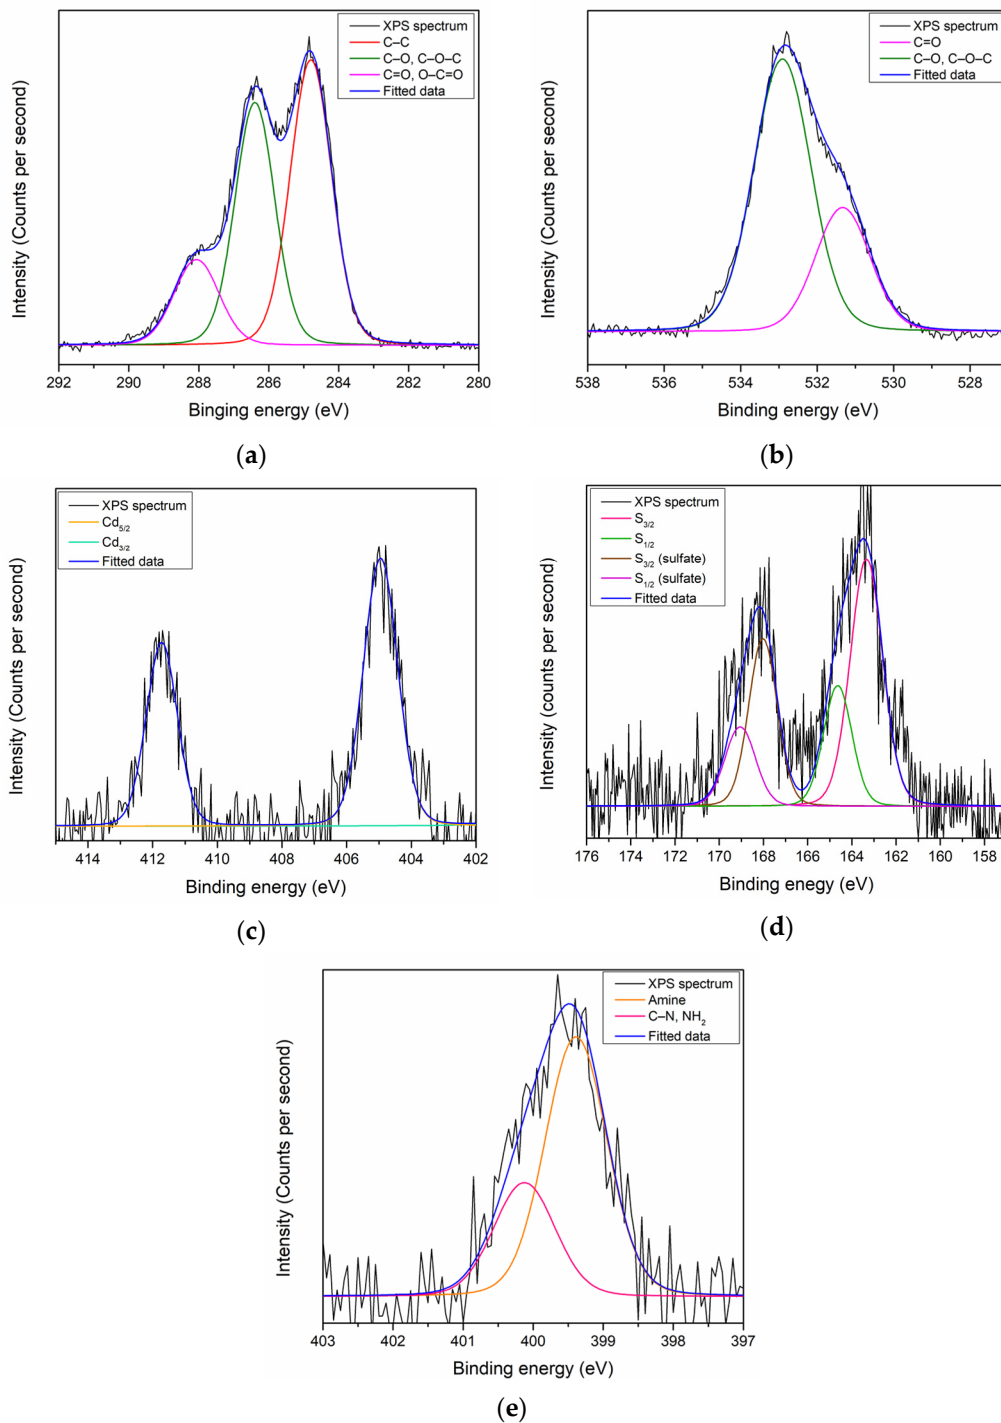 XPS spectrum
C–C
C–O, C–O–C
C=O, O–C=O
Fitted data
Intensity (Counts per second)
292 290 288 286 284 282 280
Binging energy (eV)
(a)
XPS spectrum
C=O
C–O, C–O–C
Fitted data
Intensity (Counts per second)
538 536 534 532 530 528
Binding energy (eV)
(b)
XPS spectrum
Cd5/2
Cd3/2
Fitted data
Intensity (Counts per second)
414 412 410 408 406 404 402
Binding energy (eV)
(c)
XPS spectrum
S3/2
S1/2
S3/2 (sulfate)
S1/2 (sulfate)
Fitted data
Intensity (counts per second)
176 174 172 170 168 166 164 162 160 158
Binding enegy (eV)
(d)
XPS spectrum
Amine
C–N, NH2
Fitted data
Intensity (Counts per second)
403 402 401 400 399 398 397
Binding energy (eV)
(e)